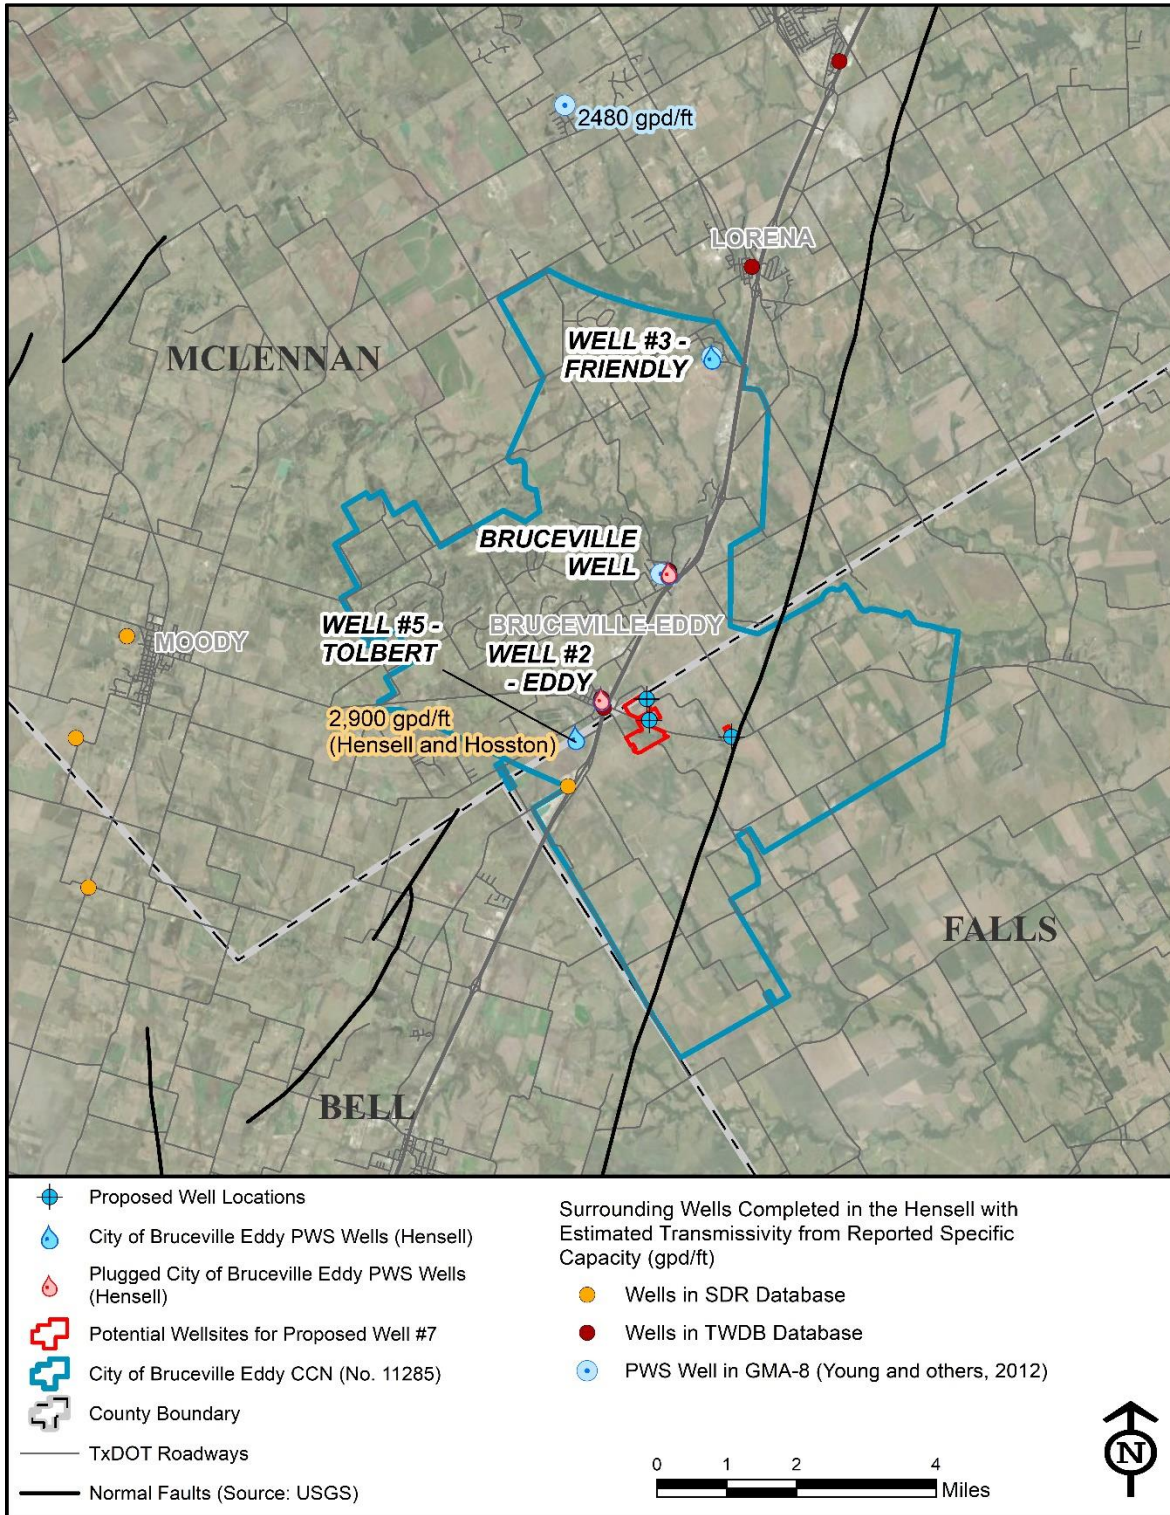 2480 gpd/ft
LORENA
WELL #3 -
FRIENDLY
MCLENNAN
BRUCEVILLE
WELL
WELL #5 -
TOLBERT
BRUCEVILLE-EDDY
WELL #2
- EDDY
MOODY
2,900 gpd/ft
(Hensell and Hosston)
FALLS
BELL
Proposed Well Locations
City of Bruceville Eddy PWS Wells (Hensell)
Plugged City of Bruceville Eddy PWS Wells
(Hensell)
Potential Wellsites for Proposed Well #7
City of Bruceville Eddy CCN (No. 11285)
County Boundary
TxDOT Roadways
Normal Faults (Source: USGS)
Surrounding Wells Completed in the Hensell with
Estimated Transmissivity from Reported Specific
Capacity (gpd/ft)
Wells in SDR Database
Wells in TWDB Database
PWS Well in GMA-8 (Young and others, 2012)
0 1 2 4
Miles
N